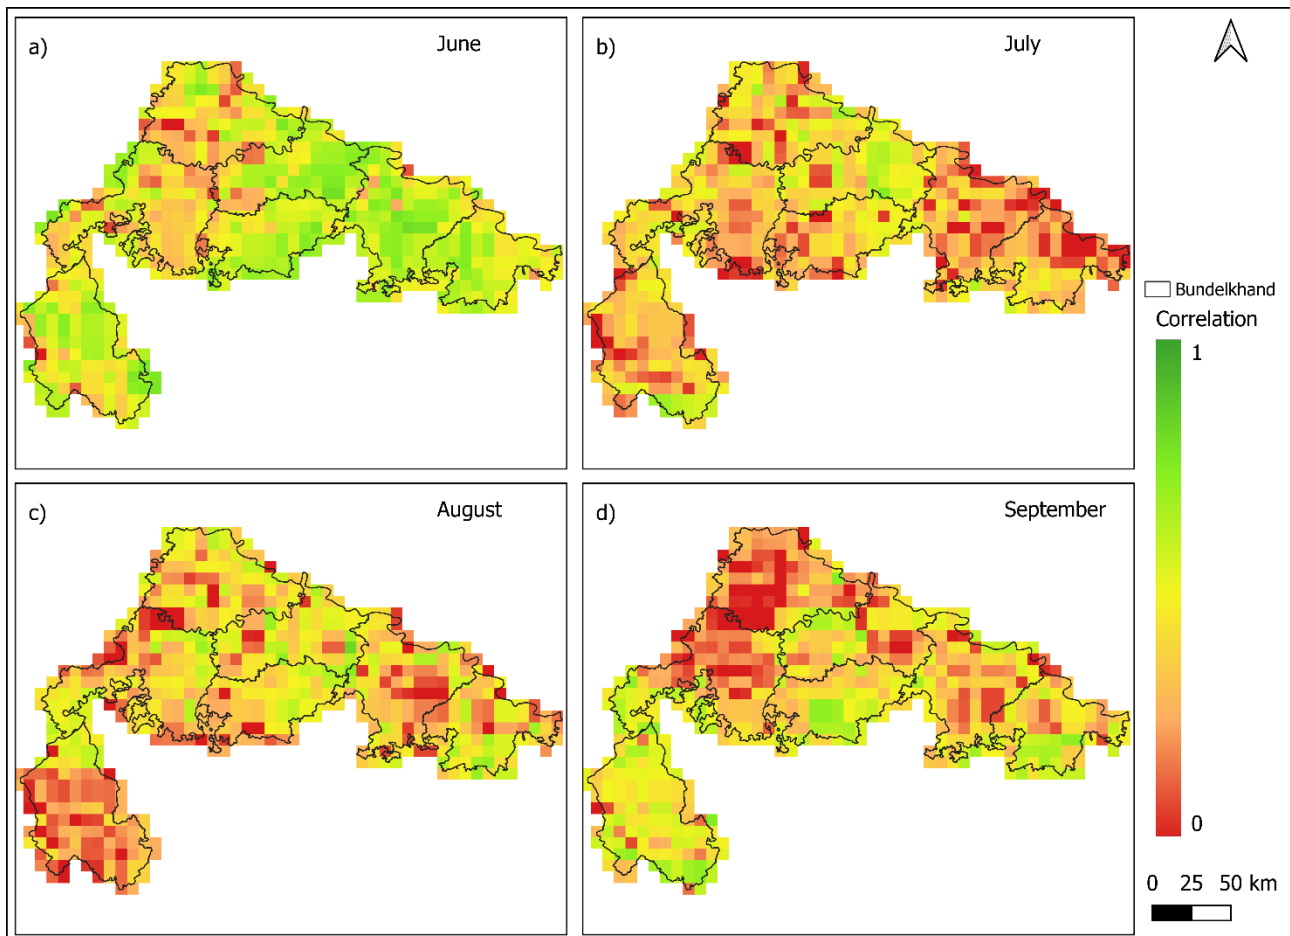 a)
June
b)
July
c)
August
d)
September
Bundelkhand
Correlation
1
0
0 25 50 km